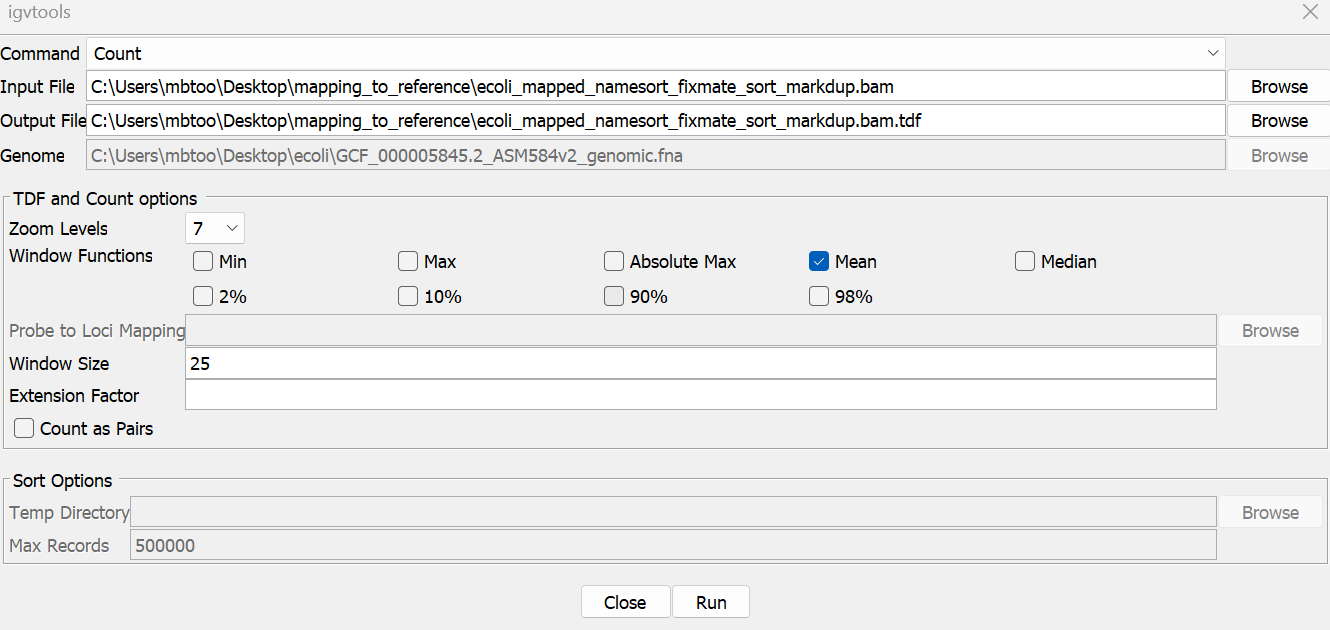 igvtools
Command Count
Input File C:\Users\mbtoo\Desktop\mapping_to_reference\ecoli_mapped_namesort_fixmate_sort_markdup.bam Browse
Output File C:\Users\mbtoo\Desktop\mapping_to_reference\ecoli_mapped_namesort_fixmate_sort_markdup.bam.tdf Browse
Genome C:\Users\mbtoo\Desktop\ecoli\GCF_000005845.2_ASM584v2_genomic.fna Browse
TDF and Count options
Zoom Levels 7
Window Functions Min Max Absolute Max Mean Median
2% 10% 90% 98%
Probe to Loci Mapping Browse
Window Size 25
Extension Factor
Count as Pairs
Sort Options
Temp Directory Browse
Max Records 500000
Close Run